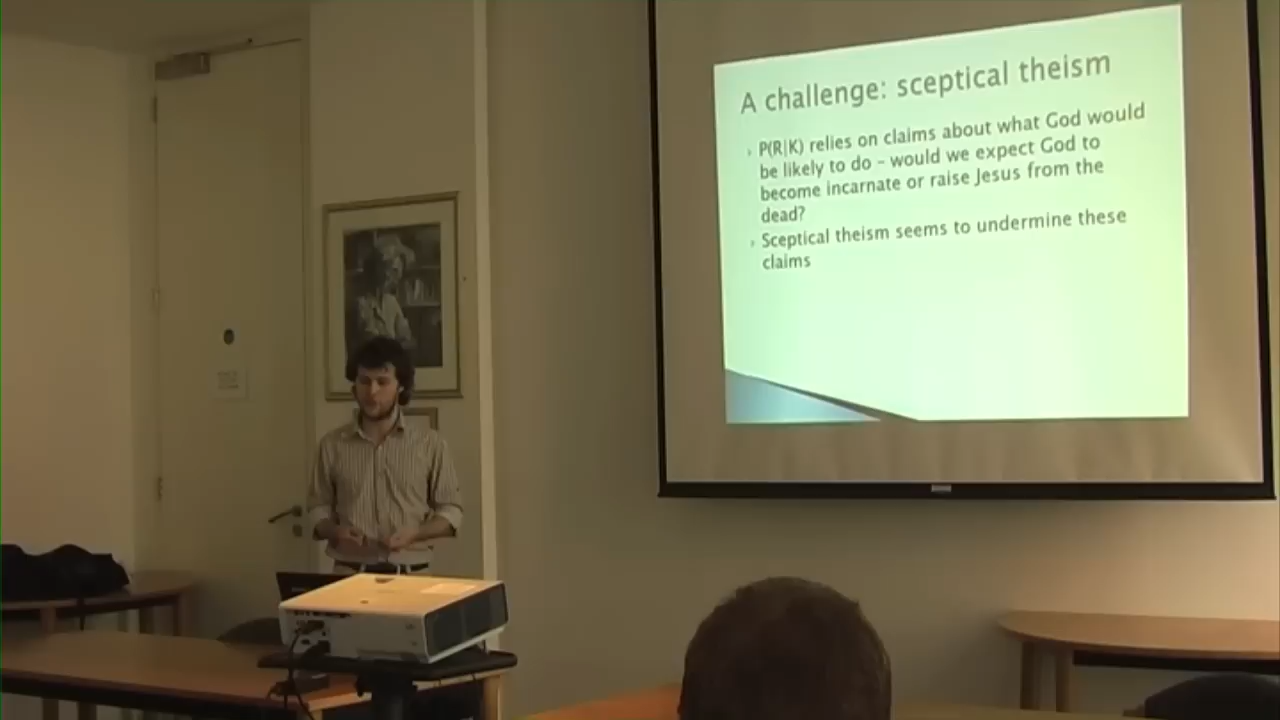 A challenge: sceptical theism
P(R|K) relies on claims about what God would
be likely to do – would we expect God to
become incarnate or raise Jesus from the
dead?
Sceptical theism seems to undermine these
claims